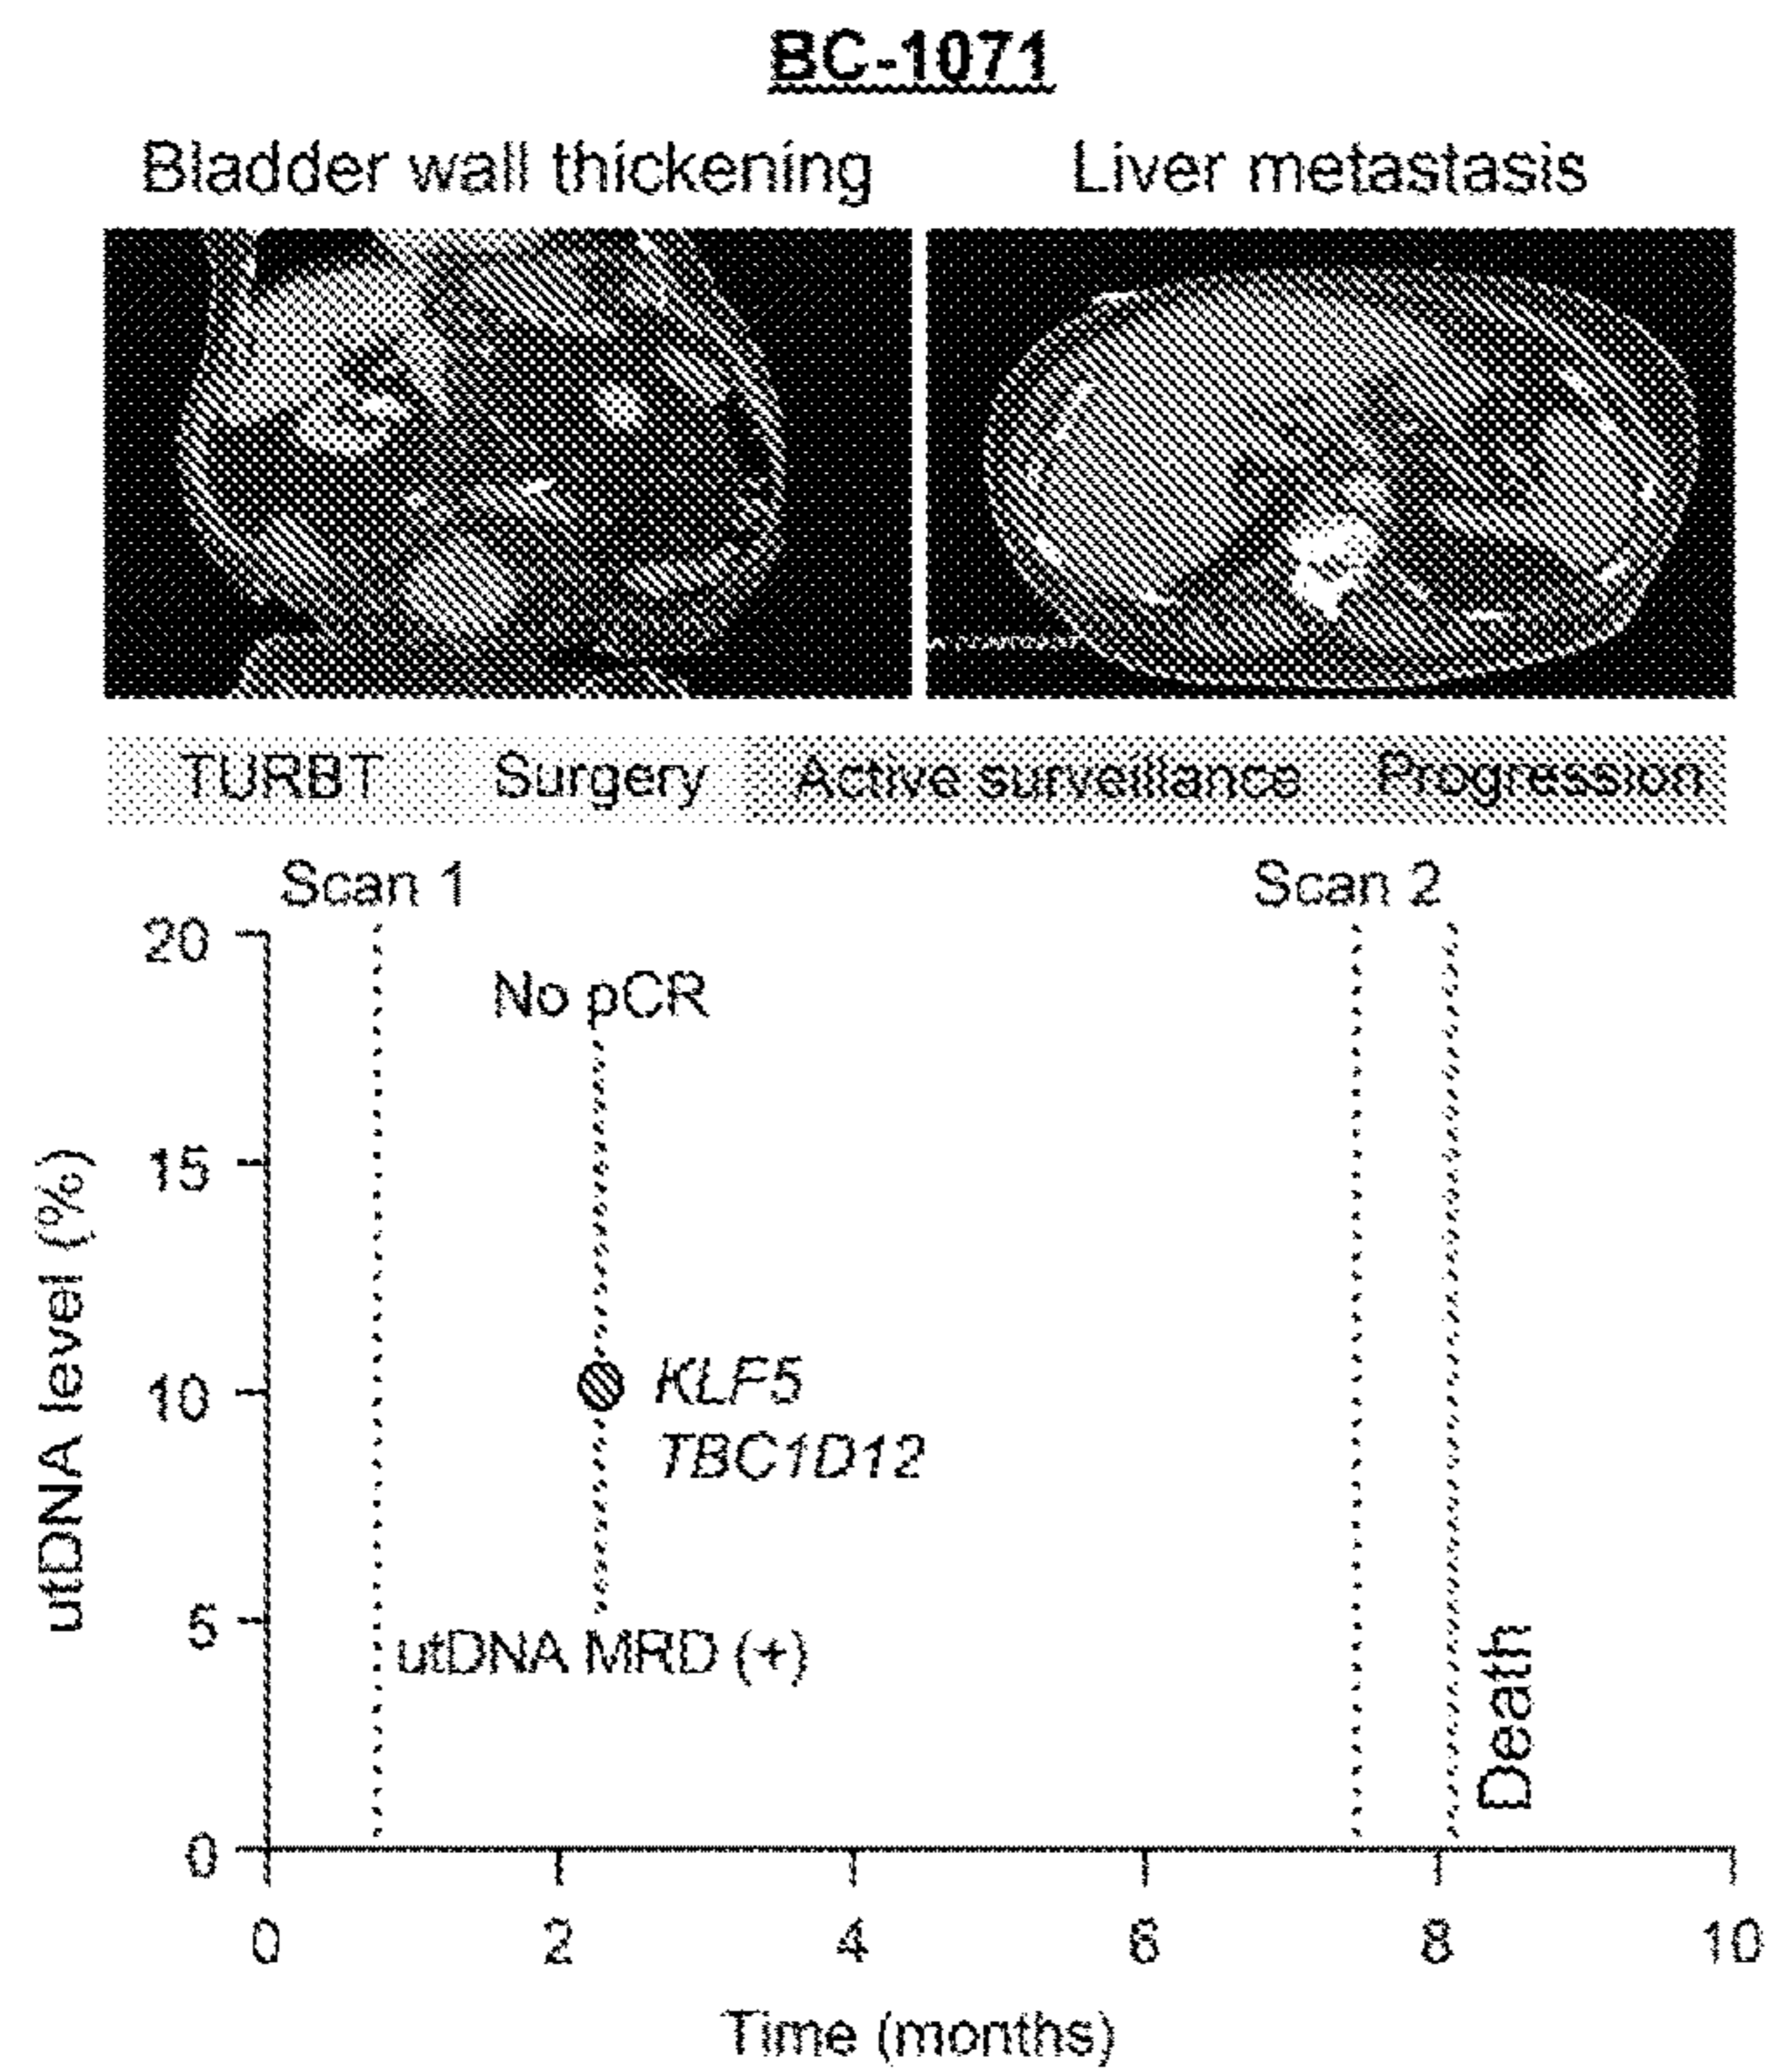 BC-1071
Bladder wall thickening
Liver metastasis
TURBT Surgery Active surveillance Progression
Scan 1
Scan 2
20
15
10
5
0
utDNA level (%)
No pCR
KLF5
TBC1D12
utDNA MRD (+)
Death
0 2 4 6 8 10
Time (months)